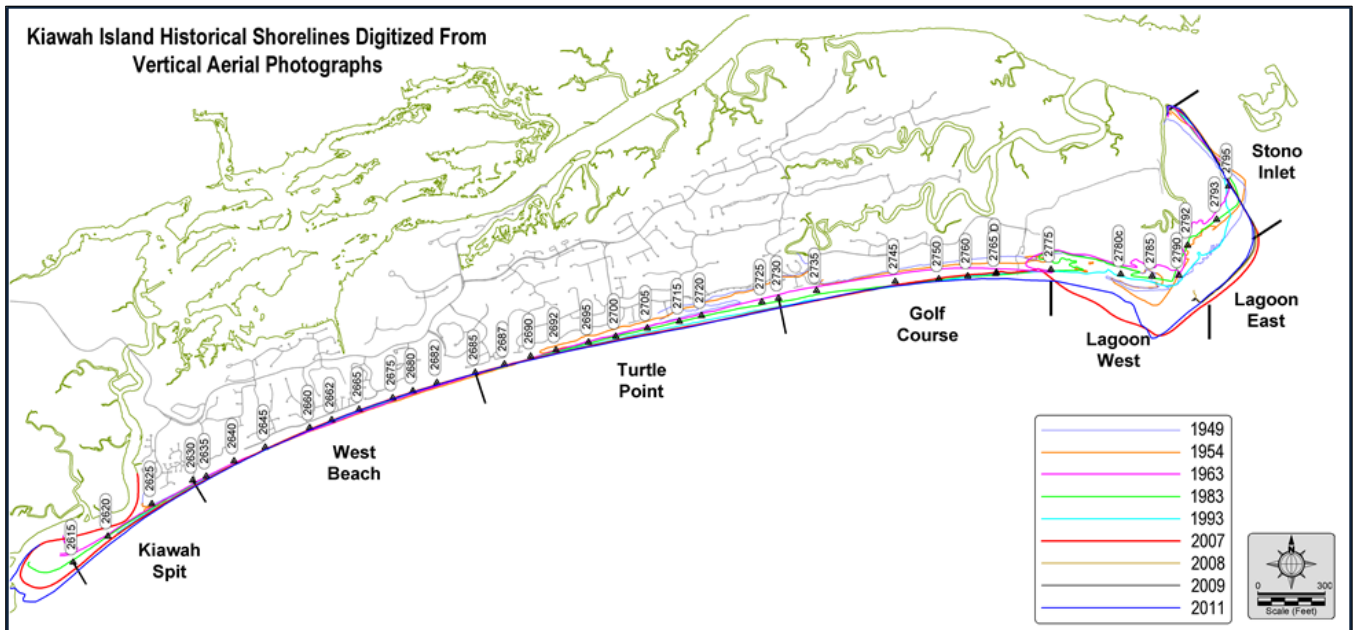 Kiawah Island Historical Shorelines Digitized From
Vertical Aerial Photographs
Stono
Inlet
2795
2793
2792
2790
2785
2780c
2775
2765 D
2760
2750
2745
2735
2730
2725
2720
2715
2705
2700
2695
2692
2690
2687
2685
2682
2680
2675
2665
2662
2660
2645
2640
2635
2630
2625
2620
2615
Lagoon
East
Lagoon
West
Golf
Course
Turtle
Point
West
Beach
Kiawah
Spit
1949
1954
1963
1983
1993
2007
2008
2009
2011
N
0 300
Scale (Feet)